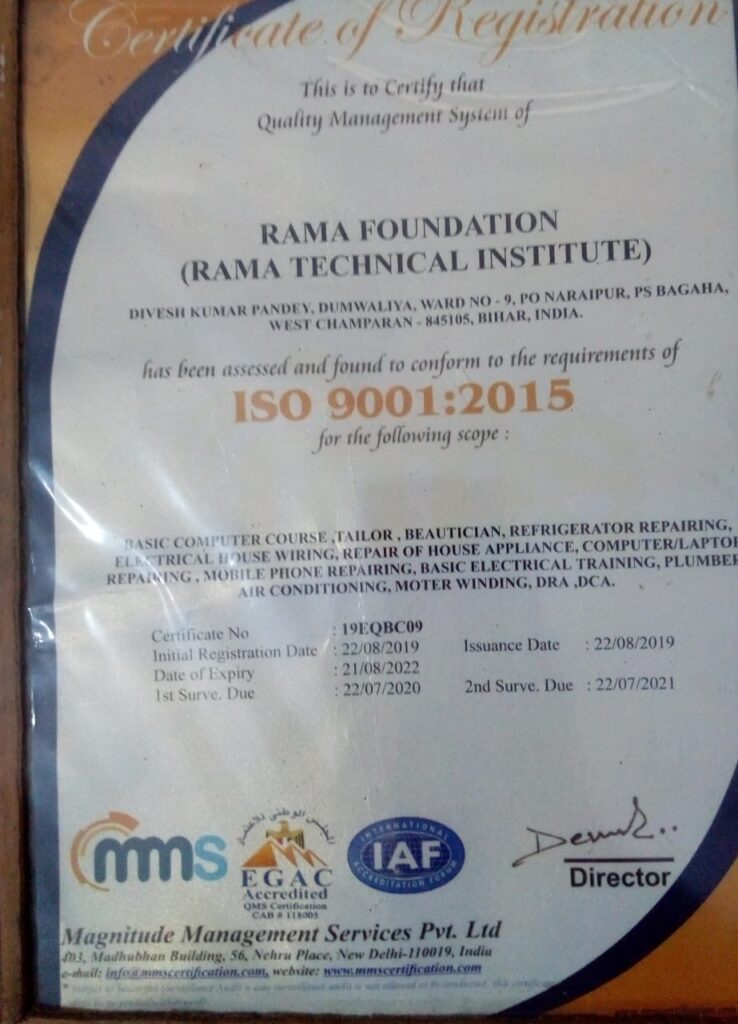 Certificate of Registration
This is to Certify that
Quality Management System of
RAMA FOUNDATION
(RAMA TECHNICAL INSTITUTE)
DIVESH KUMAR PANDEY, DUMWALIYA, WARD NO - 9, PO NARAIPUR, PS BAGAHA,
WEST CHAMPARAN - 845105, BIHAR, INDIA.
has been assessed and found to conform to the requirements of
ISO 9001:2015
for the following scope :
BASIC COMPUTER COURSE ,TAILOR , BEAUTICIAN, REFRIGERATOR REPAIRING,
ELECTRICAL HOUSE WIRING, REPAIR OF HOUSE APPLIANCE, COMPUTER/LAPTOP
REPAIRING , MOBILE PHONE REPAIRING, BASIC ELECTRICAL TRAINING, PLUMBER
AIR CONDITIONING, MOTER WINDING, DRA ,DCA.
Certificate No : 19EQBC09
Initial Registration Date : 22/08/2019 Issuance Date : 22/08/2019
Date of Expiry : 21/08/2022
1st Surve. Due : 22/07/2020 2nd Surve. Due : 22/07/2021
mms
المجلس الوطني للاعتماد
EGAC
Accredited
QMS Certification
CAB # 118005
INTERNATIONAL
IAF
ACCREDITATION FORUM
Director
Magnitude Management Services Pvt. Ltd
403, Madhubhan Building, 56, Nehru Place, New Delhi-110019, India
e-mail: info@mmscertification.com, website: www.mmscertification.com